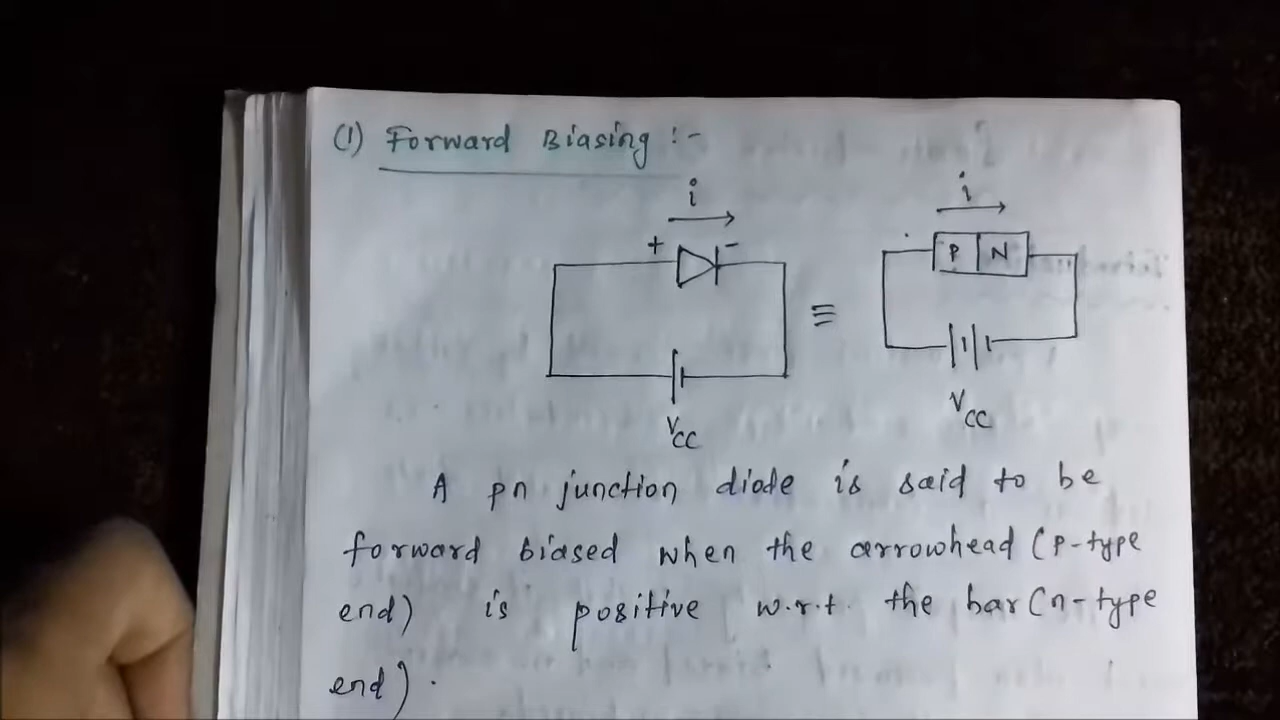 (1) Forward Biasing :-
i
i
+ -
P N
≡
VCC
VCC
A pn junction diode is said to be
forward biased when the arrowhead (P-type
end) is positive w.r.t. the bar (n-type
end).